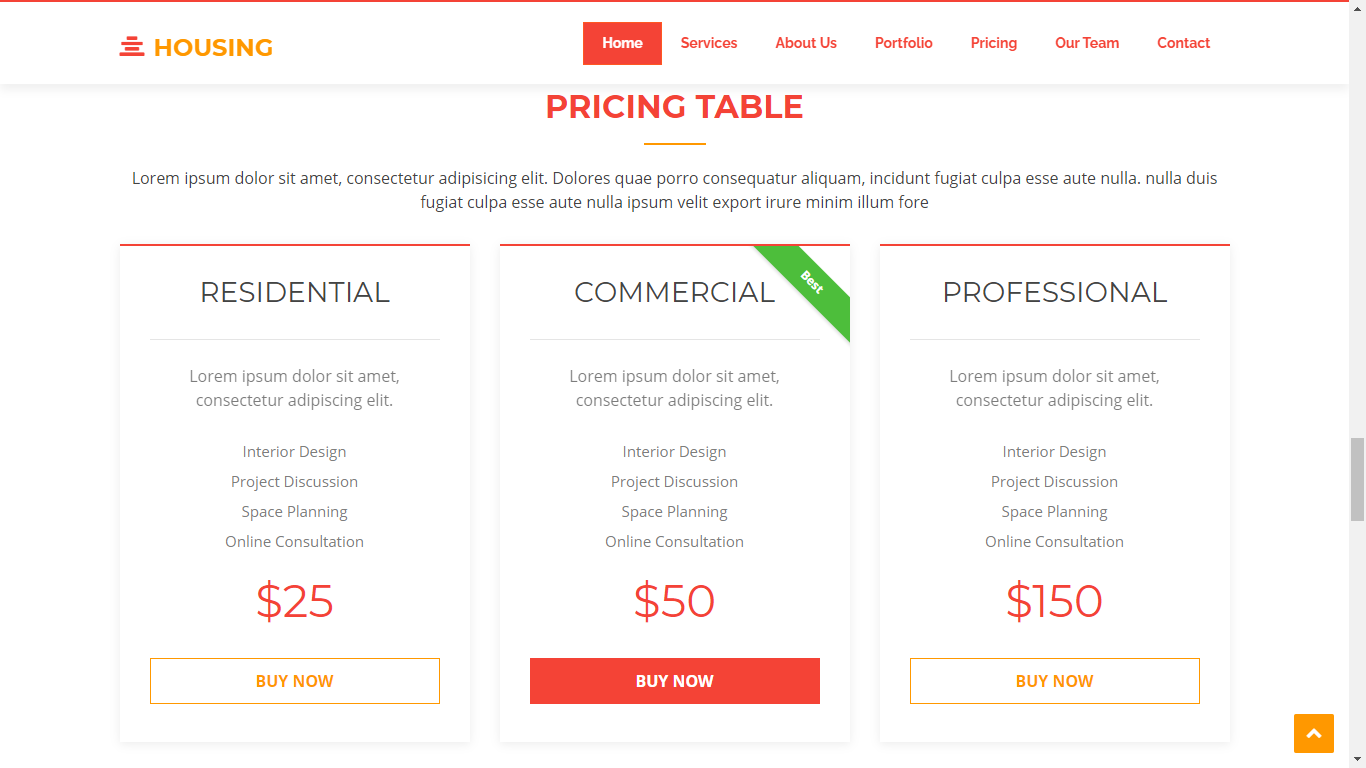 HOUSING
Home Services About Us Portfolio Pricing Our Team Contact
PRICING TABLE
Lorem ipsum dolor sit amet, consectetur adipisicing elit. Dolores quae porro consequatur aliquam, incidunt fugiat culpa esse aute nulla. nulla duis
fugiat culpa esse aute nulla ipsum velit export irure minim illum fore
RESIDENTIAL
Lorem ipsum dolor sit amet,
consectetur adipiscing elit.
Interior Design
Project Discussion
Space Planning
Online Consultation
$25
BUY NOW
COMMERCIAL
Best
Lorem ipsum dolor sit amet,
consectetur adipiscing elit.
Interior Design
Project Discussion
Space Planning
Online Consultation
$50
BUY NOW
PROFESSIONAL
Lorem ipsum dolor sit amet,
consectetur adipiscing elit.
Interior Design
Project Discussion
Space Planning
Online Consultation
$150
BUY NOW